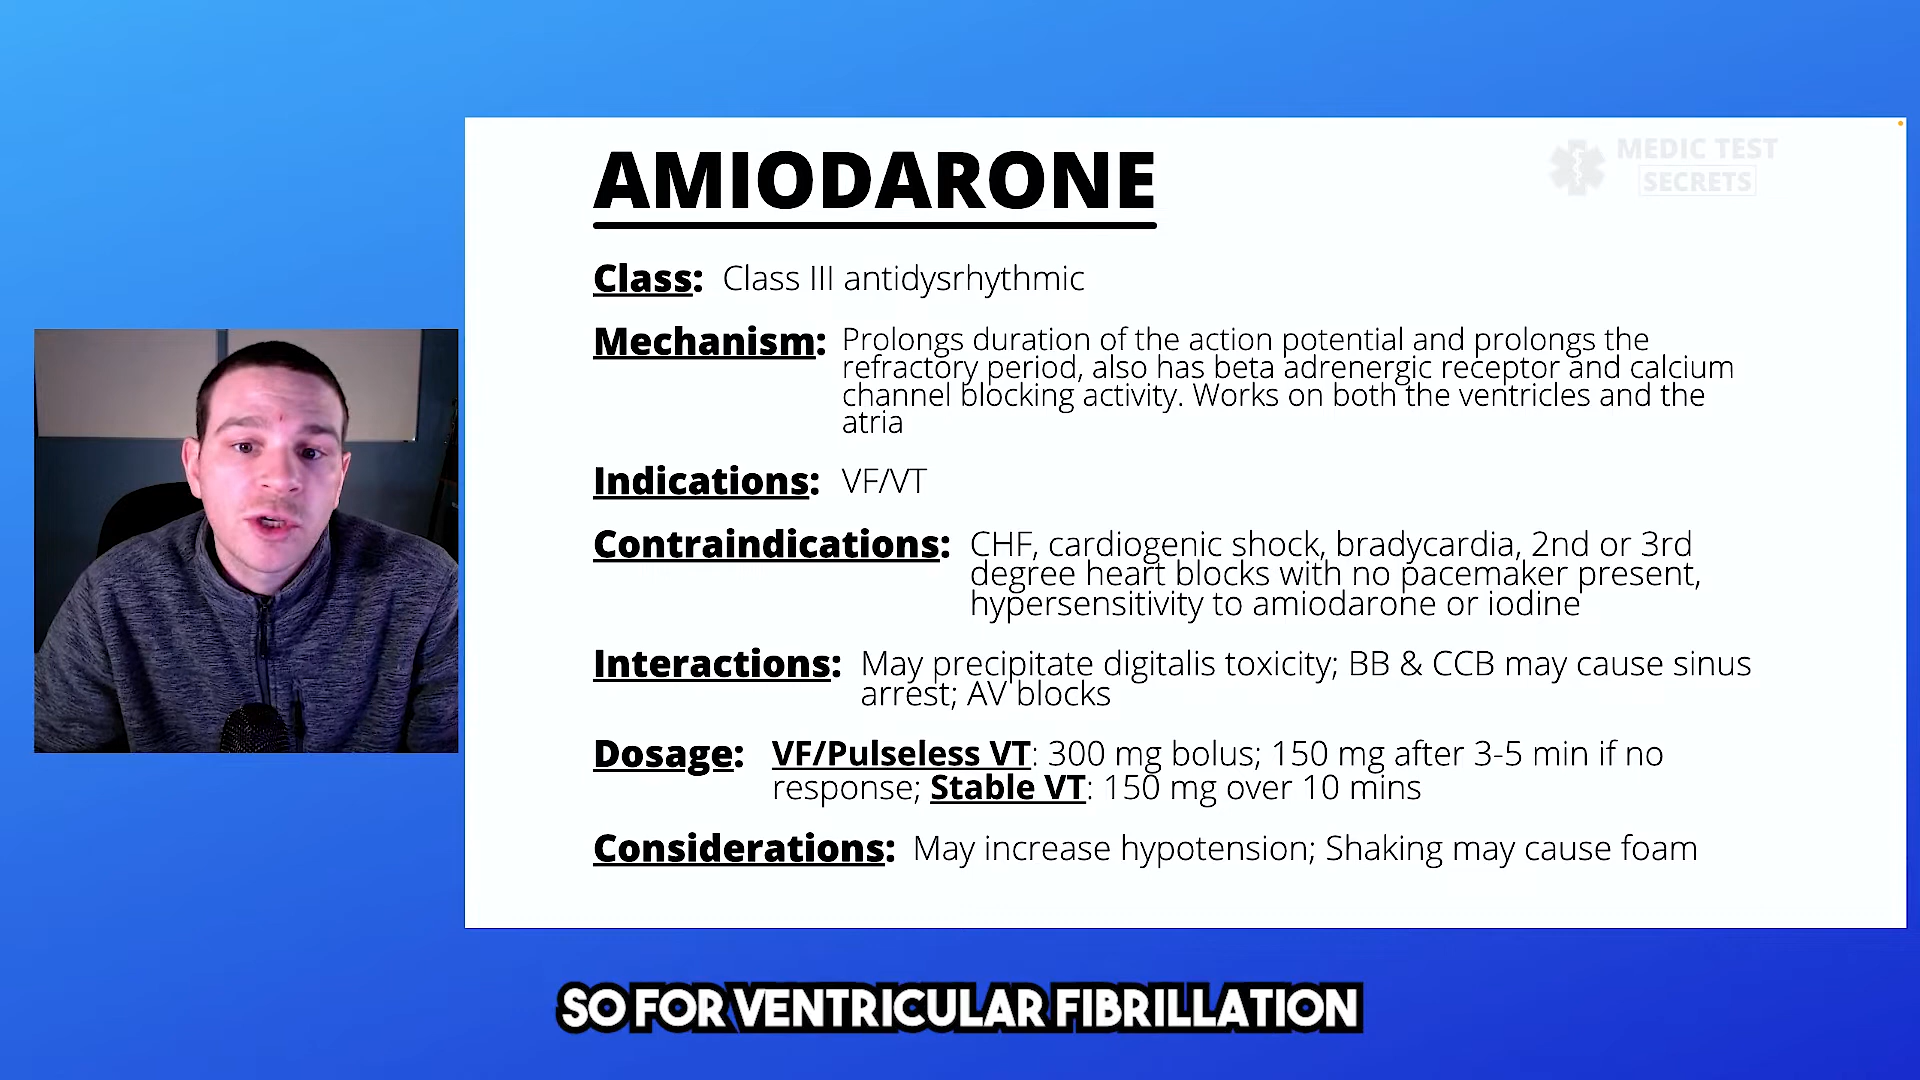 MEDIC TEST
SECRETS
AMIODARONE
Class: Class III antidysrhythmic
Mechanism: Prolongs duration of the action potential and prolongs the
refractory period, also has beta adrenergic receptor and calcium
channel blocking activity. Works on both the ventricles and the
atria
Indications: VF/VT
Contraindications: CHF, cardiogenic shock, bradycardia, 2nd or 3rd
degree heart blocks with no pacemaker present,
hypersensitivity to amiodarone or iodine
Interactions: May precipitate digitalis toxicity; BB & CCB may cause sinus
arrest; AV blocks
Dosage: VF/Pulseless VT: 300 mg bolus; 150 mg after 3-5 min if no
response; Stable VT: 150 mg over 10 mins
Considerations: May increase hypotension; Shaking may cause foam
SO FOR VENTRICULAR FIBRILLATION